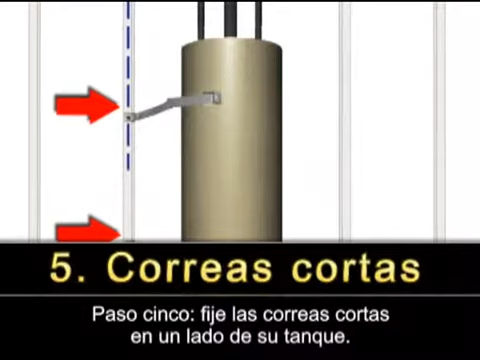 5. Correas cortas
Paso cinco: fije las correas cortas
en un lado de su tanque.